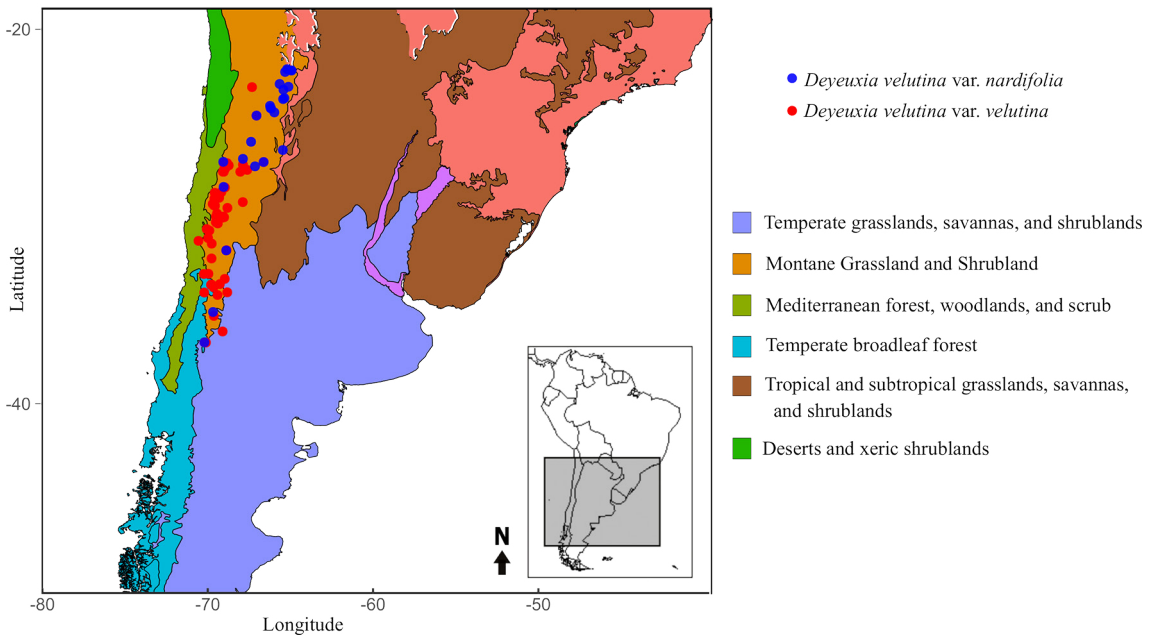 -20
-40
Latitude
-80
-70
-60
-50
Longitude
N
Deyeuxia velutina var. nardifolia
Deyeuxia velutina var. velutina
Temperate grasslands, savannas, and shrublands
Montane Grassland and Shrubland
Mediterranean forest, woodlands, and scrub
Temperate broadleaf forest
Tropical and subtropical grasslands, savannas,
and shrublands
Deserts and xeric shrublands